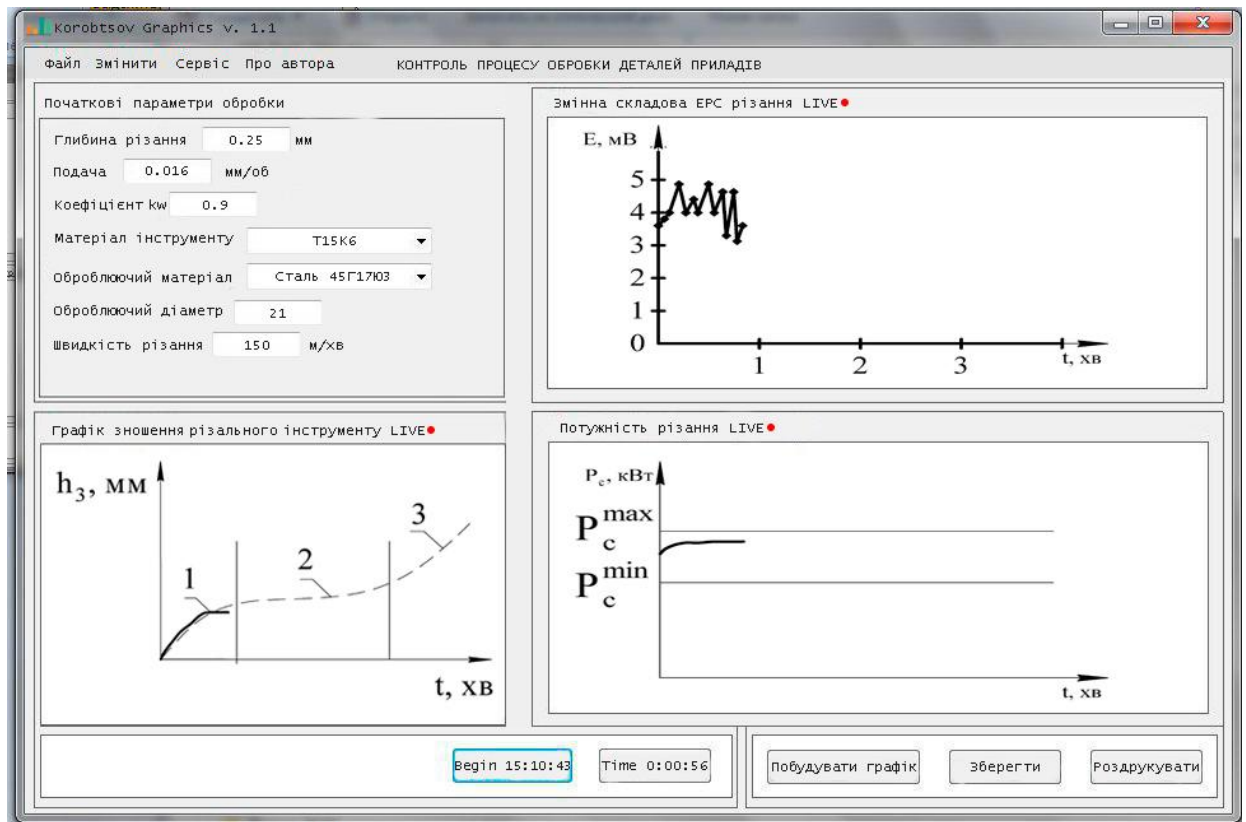 Korobtsov Graphics v. 1.1
Файл Змінити Сервіс Про автора КОНТРОЛЬ ПРОЦЕСУ ОБРОБКИ ДЕТАЛЕЙ ПРИЛАДІВ
Початкові параметри обробки
Глибина різання 0.25 мм
Подача 0.016 мм/об
Коефіцієнт kw 0.9
Матеріал інструменту Т15К6
Оброблюючий матеріал Сталь 45Г17Ю3
Оброблюючий діаметр 21
Швидкість різання 150 м/хв
Змінна складова ЕРС різання LIVE
E, мВ
5
4
3
2
1
0
1 2 3 t, хв
Графік зношення різального інструменту LIVE
h3, мм
1
2
3
t, хв
Потужність різання LIVE
Pс, кВт
Pс max
Pс min
t, хв
Begin 15:10:43 Time 0:00:56
Побудувати графік Зберегти Роздрукувати